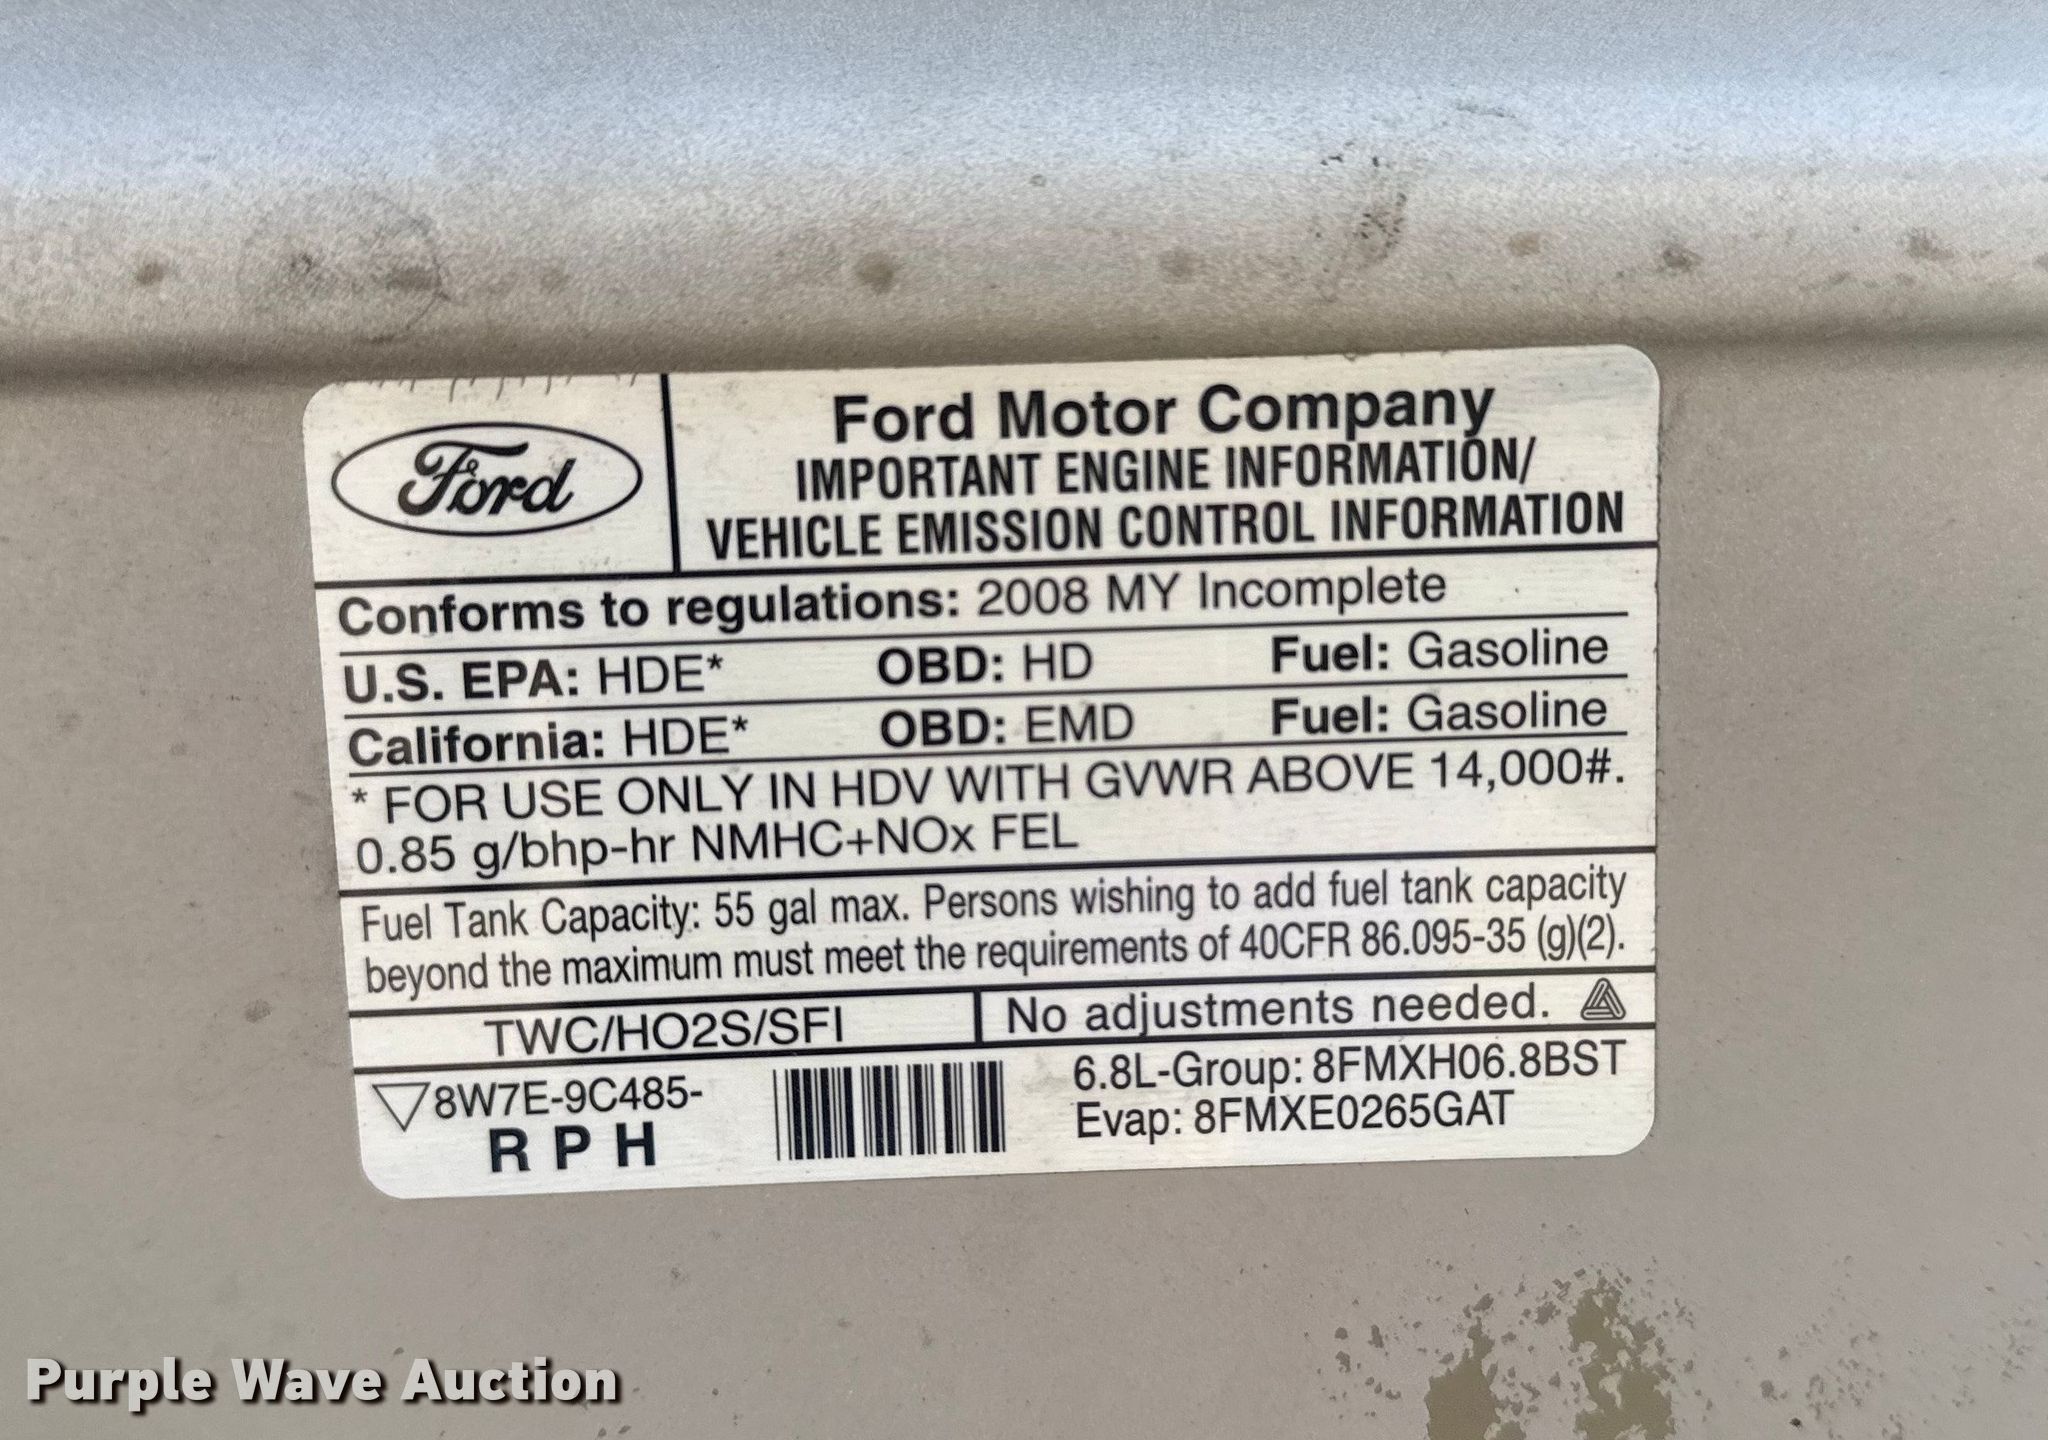 Ford
Ford Motor Company
IMPORTANT ENGINE INFORMATION/
VEHICLE EMISSION CONTROL INFORMATION
Conforms to regulations: 2008 MY Incomplete
U.S. EPA: HDE* OBD: HD Fuel: Gasoline
California: HDE* OBD: EMD Fuel: Gasoline
* FOR USE ONLY IN HDV WITH GVWR ABOVE 14,000#.
0.85 g/bhp-hr NMHC+NOx FEL
Fuel Tank Capacity: 55 gal max. Persons wishing to add fuel tank capacity
beyond the maximum must meet the requirements of 40CFR 86.095-35 (g)(2).
TWC/HO2S/SFI No adjustments needed.
8W7E-9C485-
R P H
6.8L-Group: 8FMXH06.8BST
Evap: 8FMXE0265GAT
Purple Wave Auction